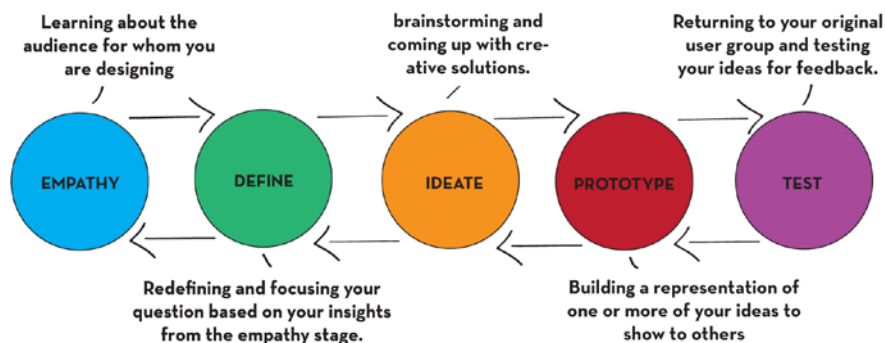 Learning about the
audience for whom you
are designing
brainstorming and
coming up with cre-
ative solutions.
Returning to your original
user group and testing
your ideas for feedback.
EMPATHY
DEFINE
IDEATE
PROTOTYPE
TEST
Redefining and focusing your
question based on your insights
from the empathy stage.
Building a representation of
one or more of your ideas to
show to others